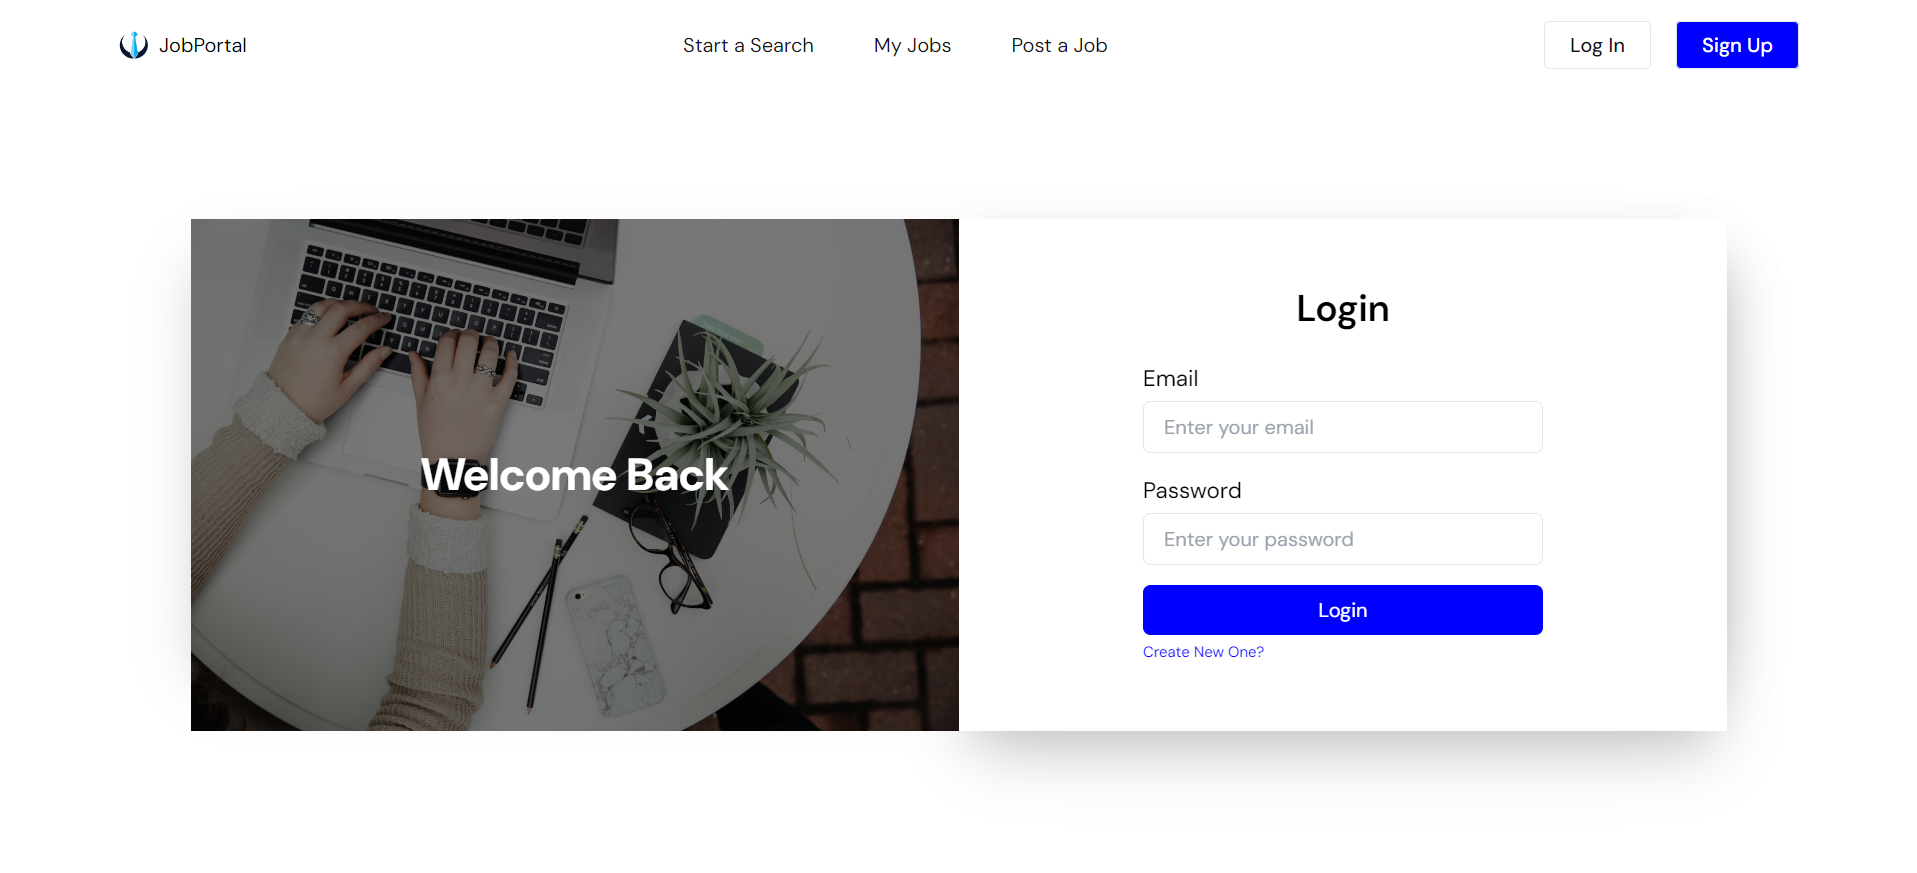 JobPortal
Start a Search
My Jobs
Post a Job
Log In
Sign Up
Welcome Back
Login
Email
Enter your email
Password
Enter your password
Login
Create New One?